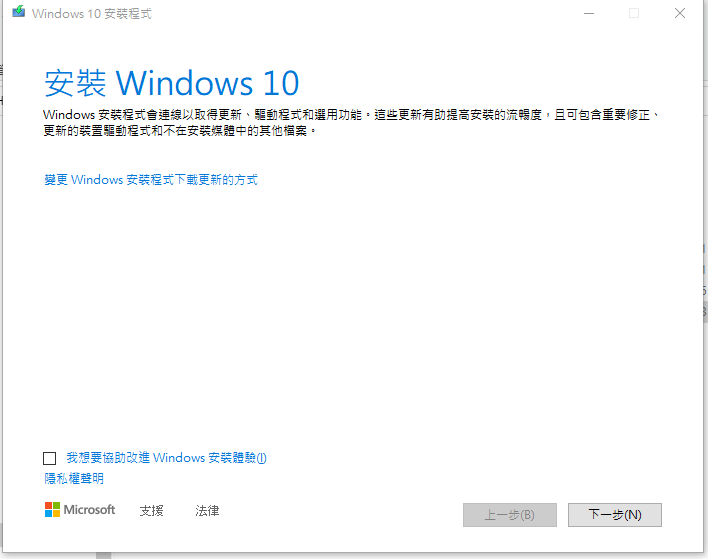 Windows 10 安裝程式
安裝 Windows 10
Windows 安裝程式會連線以取得更新、驅動程式和選用功能。這些更新有助提高安裝的流暢度，且可包含重要修正、
更新的裝置驅動程式和不在安裝媒體中的其他檔案。
變更 Windows 安裝程式下載更新的方式
我想要協助改進 Windows 安裝體驗(I)
隱私權聲明
Microsoft 支援 法律
上一步(B) 下一步(N)